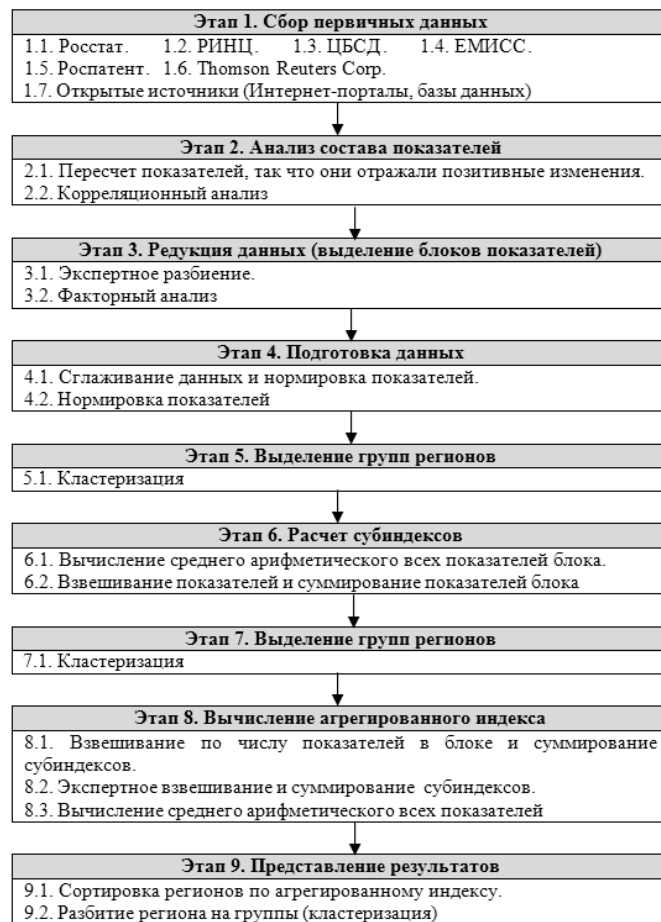 Этап 1. Сбор первичных данных
1.1. Росстат. 1.2. РИНЦ. 1.3. ЦБСД. 1.4. ЕМИСС.
1.5. Роспатент. 1.6. Thomson Reuters Corp.
1.7. Открытые источники (Интернет-порталы, базы данных)
Этап 2. Анализ состава показателей
2.1. Пересчет показателей, так что они отражали позитивные изменения.
2.2. Корреляционный анализ
Этап 3. Редукция данных (выделение блоков показателей)
3.1. Экспертное разбиение.
3.2. Факторный анализ
Этап 4. Подготовка данных
4.1. Сглаживание данных и нормировка показателей.
4.2. Нормировка показателей
Этап 5. Выделение групп регионов
5.1. Кластеризация
Этап 6. Расчет субиндексов
6.1. Вычисление среднего арифметического всех показателей блока.
6.2. Взвешивание показателей и суммирование показателей блока
Этап 7. Выделение групп регионов
7.1. Кластеризация
Этап 8. Вычисление агрегированного индекса
8.1. Взвешивание по числу показателей в блоке и суммирование
субиндексов.
8.2. Экспертное взвешивание и суммирование субиндексов.
8.3. Вычисление среднего арифметического всех показателей
Этап 9. Представление результатов
9.1. Сортировка регионов по агрегированному индексу.
9.2. Разбитие региона на группы (кластеризация)